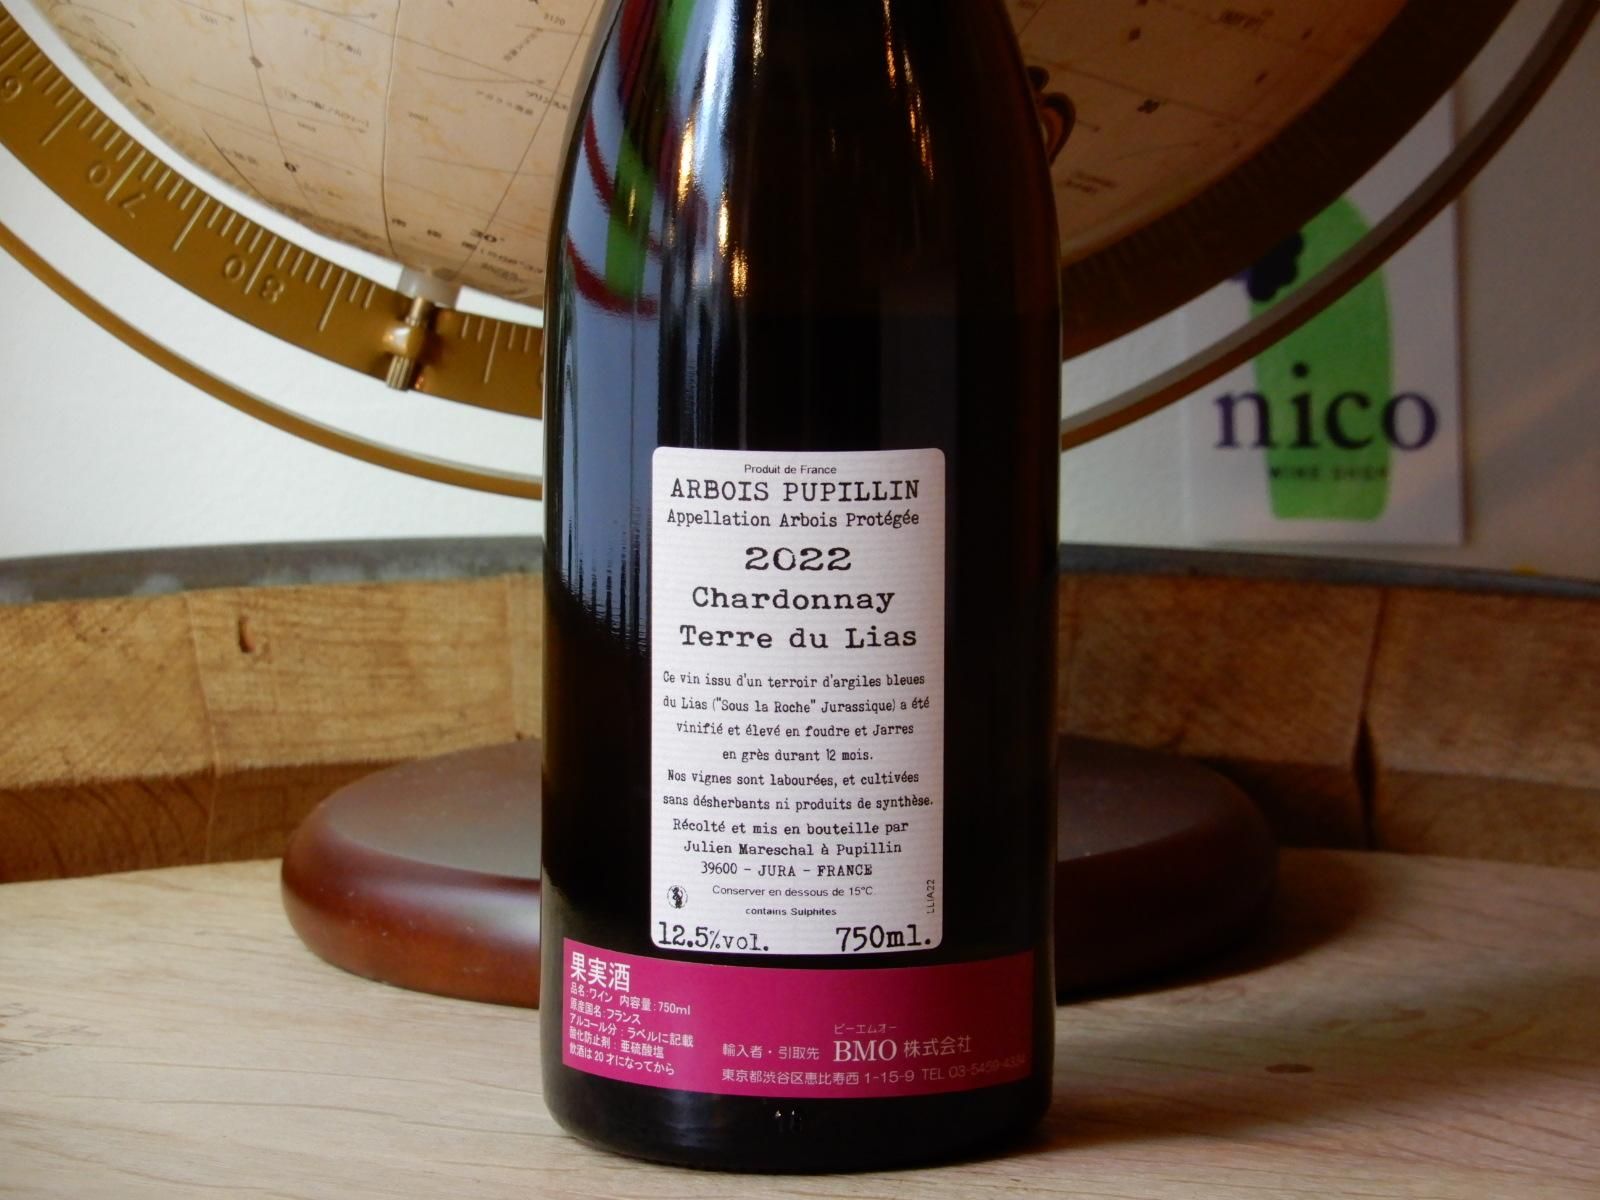 nico
WINE SHOP
Produit de France
ARBOIS PUPILLIN
Appellation Arbois Protégée
2022
Chardonnay
Terre du Lias
Ce vin issu d'un terroir d'argiles bleues
du Lias ("Sous la Roche" Jurassique) a été
vinifié et élevé en foudre et Jarres
en grès durant 12 mois.
Nos vignes sont labourées, et cultivées
sans désherbants ni produits de synthèse.
Récolté et mis en bouteille par
Julien Mareschal à Pupillin
39600 - JURA - FRANCE
Conserver en dessous de 15°C
contains Sulphites
LLIA22
12.5%vol. 750ml.
果実酒
品名:ワイン 内容量:750ml
原産国名:フランス
アルコール分:ラベルに記載
酸化防止剤:亜硫酸塩
飲酒は20才になってから
ビーエムオー
輸入者・引取先 BMO 株式会社
東京都渋谷区恵比寿西1-15-9 TEL 03-5459-4334
18